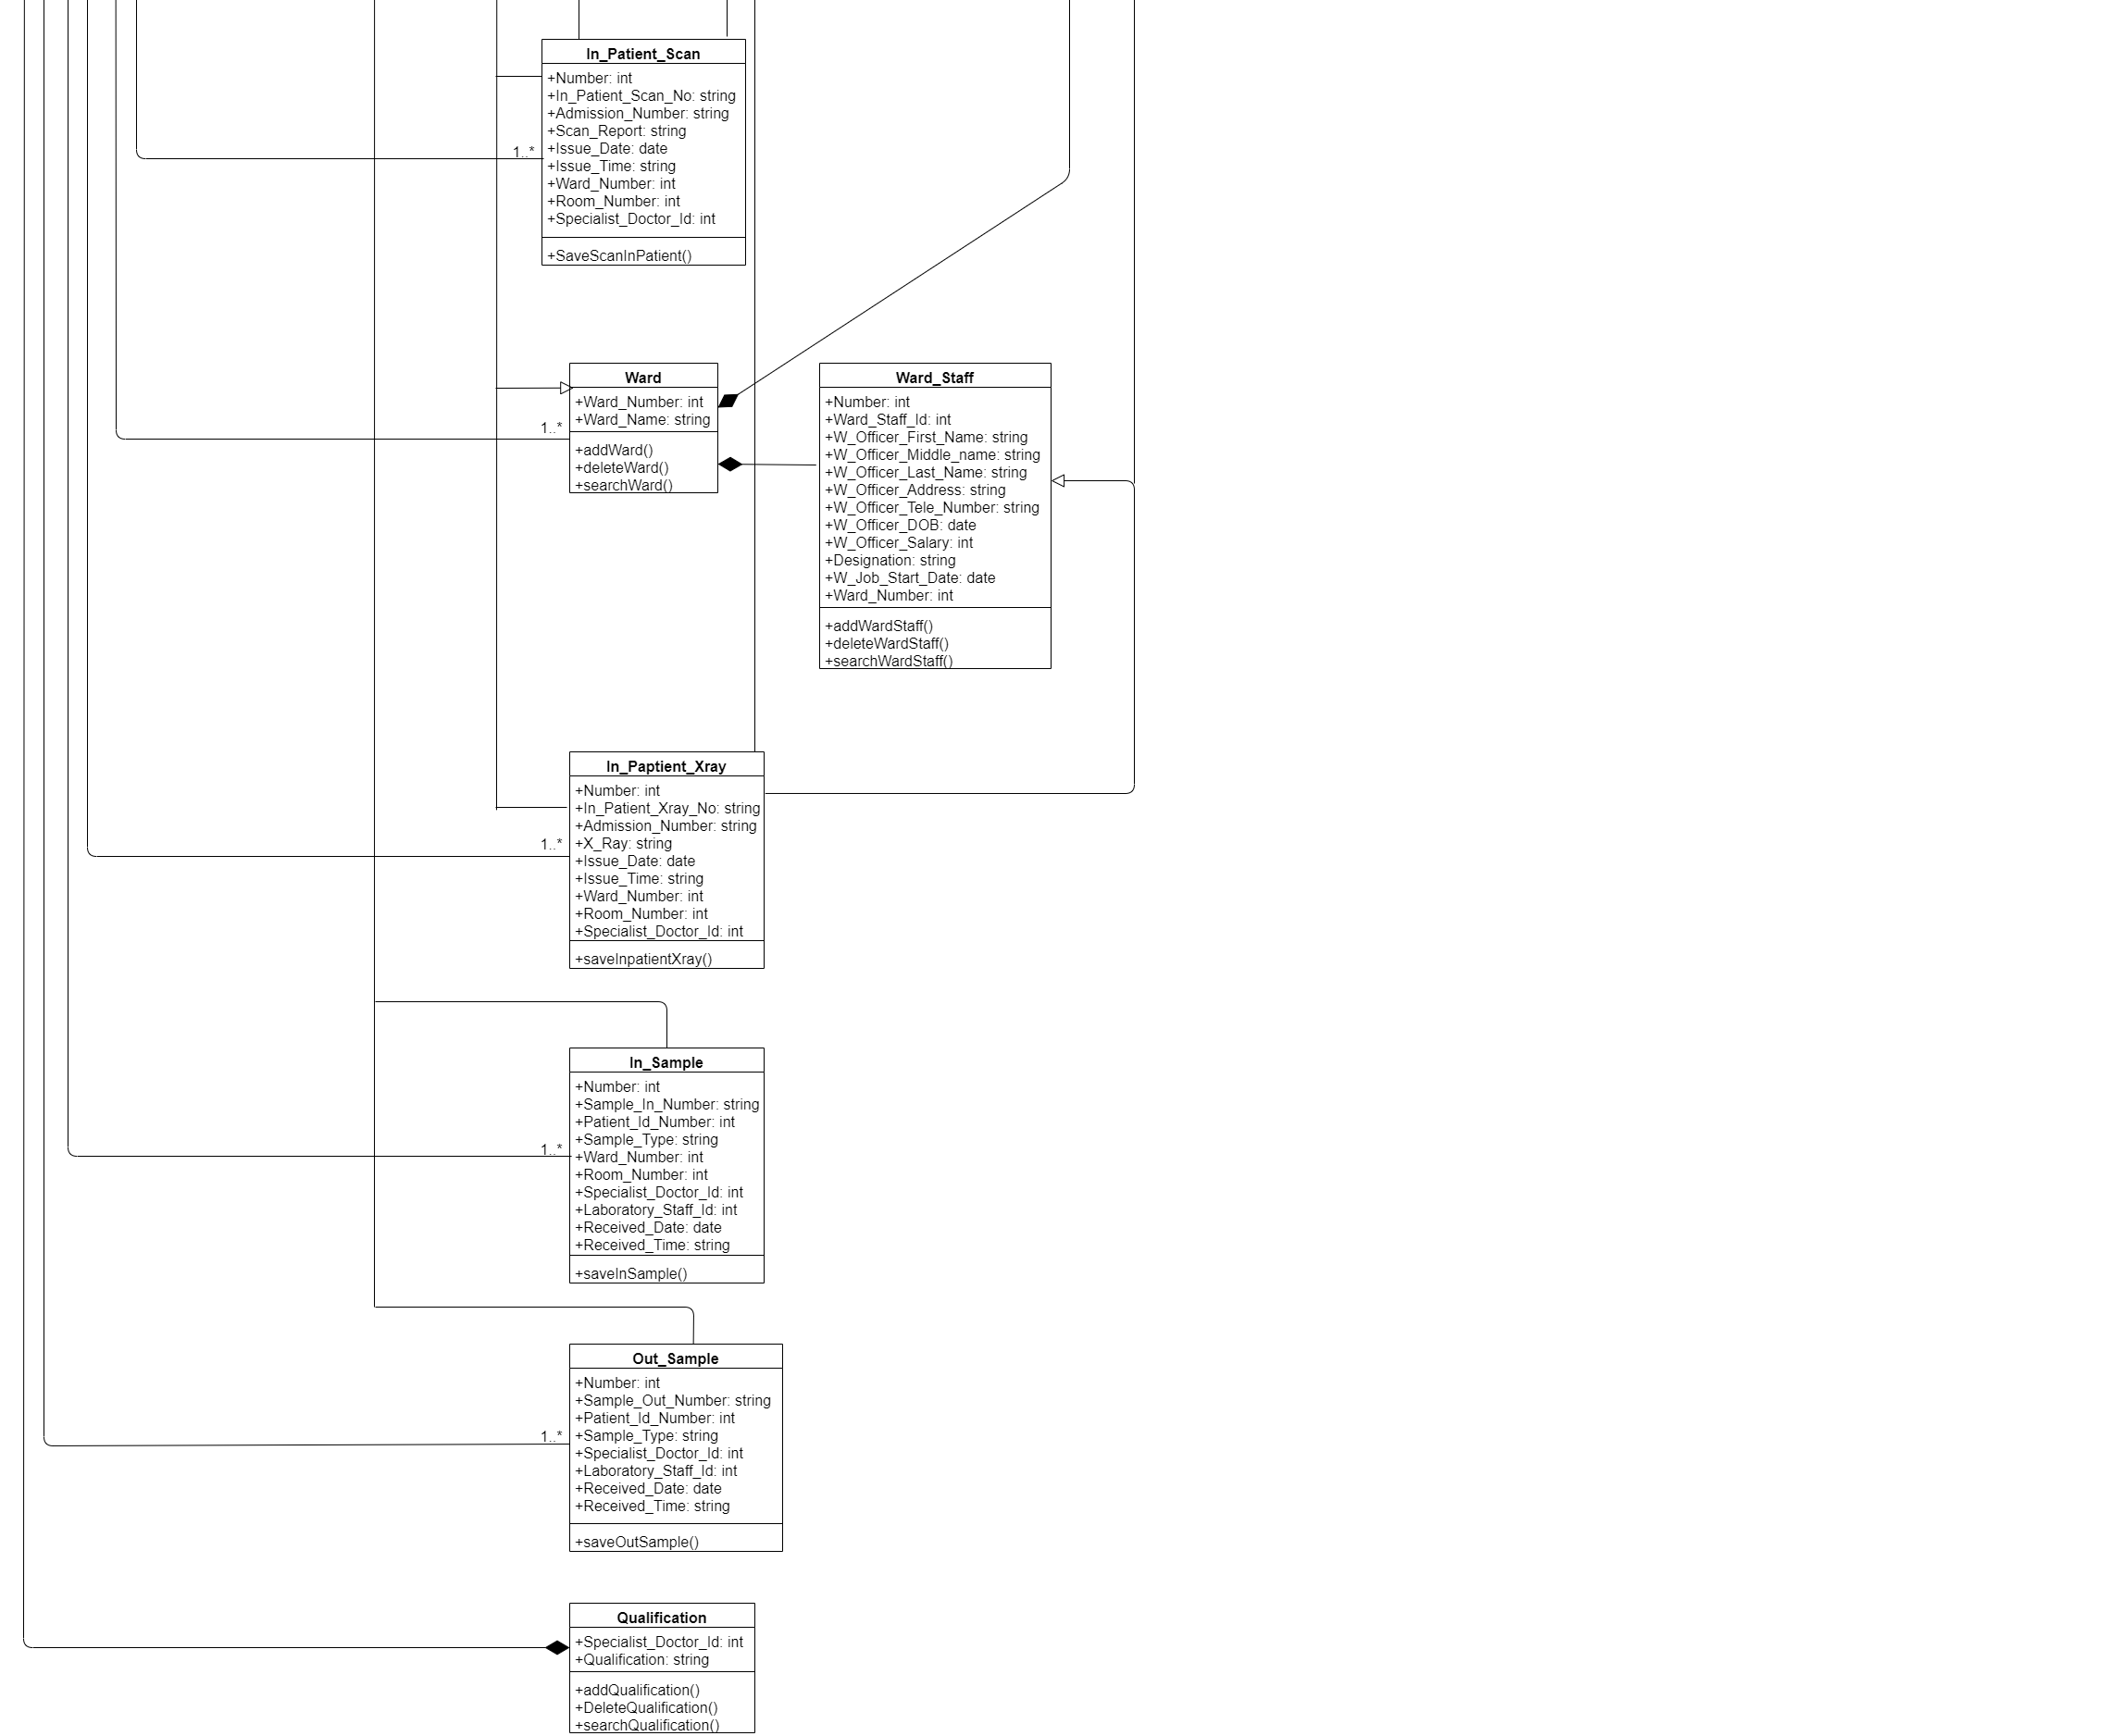 In_Patient_Scan
+Number: int
+In_Patient_Scan_No: string
+Admission_Number: string
+Scan_Report: string
1..*
+Issue_Date: date
+Issue_Time: string
+Ward_Number: int
+Room_Number: int
+Specialist_Doctor_Id: int
+SaveScanInPatient()
Ward
+Ward_Number: int
+Ward_Name: string
1..*
+addWard()
+deleteWard()
+searchWard()
Ward_Staff
+Number: int
+Ward_Staff_Id: int
+W_Officer_First_Name: string
+W_Officer_Middle_name: string
+W_Officer_Last_Name: string
+W_Officer_Address: string
+W_Officer_Tele_Number: string
+W_Officer_DOB: date
+W_Officer_Salary: int
+Designation: string
+W_Job_Start_Date: date
+Ward_Number: int
+addWardStaff()
+deleteWardStaff()
+searchWardStaff()
In_Paptient_Xray
+Number: int
+In_Patient_Xray_No: string
+Admission_Number: string
1..*
+X_Ray: string
+Issue_Date: date
+Issue_Time: string
+Ward_Number: int
+Room_Number: int
+Specialist_Doctor_Id: int
+saveInpatientXray()
In_Sample
+Number: int
+Sample_In_Number: string
+Patient_Id_Number: int
+Sample_Type: string
1..*
+Ward_Number: int
+Room_Number: int
+Specialist_Doctor_Id: int
+Laboratory_Staff_Id: int
+Received_Date: date
+Received_Time: string
+saveInSample()
Out_Sample
+Number: int
+Sample_Out_Number: string
+Patient_Id_Number: int
1..*
+Sample_Type: string
+Specialist_Doctor_Id: int
+Laboratory_Staff_Id: int
+Received_Date: date
+Received_Time: string
+saveOutSample()
Qualification
+Specialist_Doctor_Id: int
+Qualification: string
+addQualification()
+DeleteQualification()
+searchQualification()